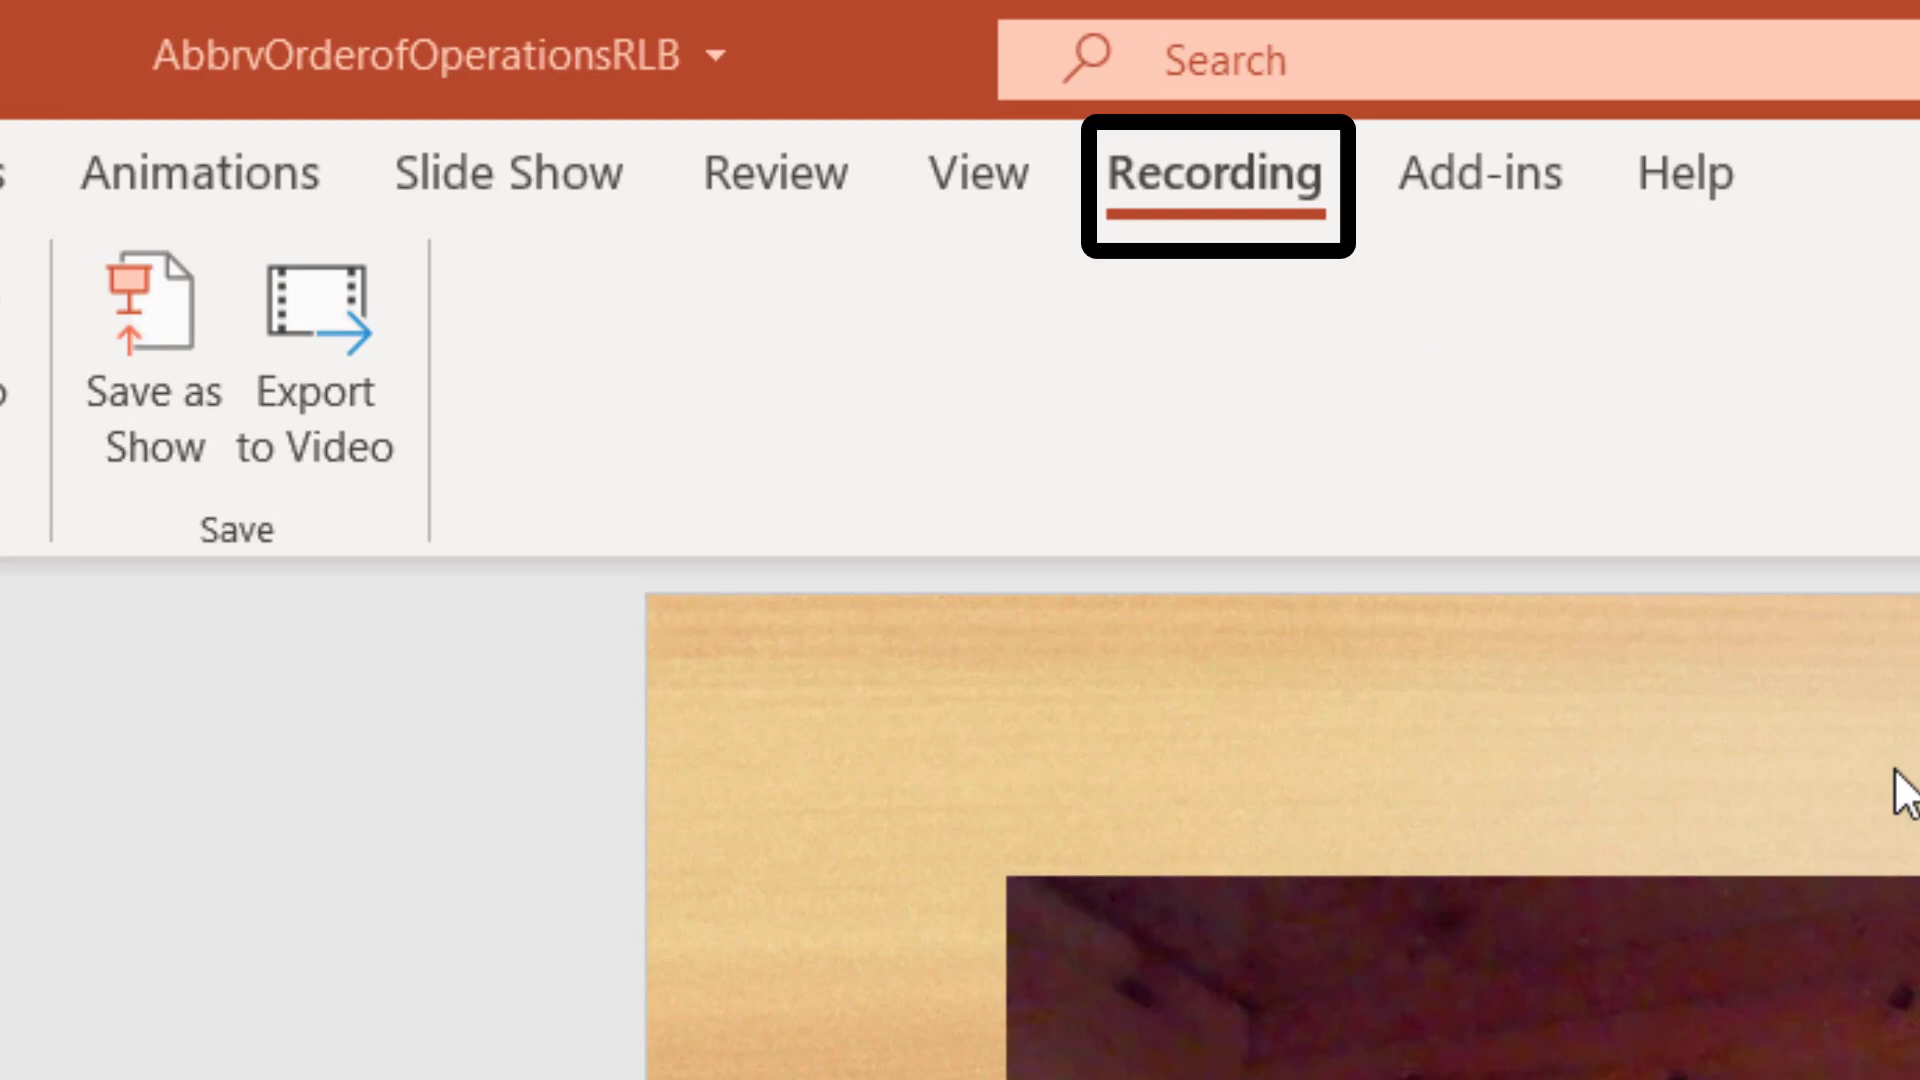 AbbrvOrderofOperationsRLB
Search
Animations Slide Show Review View Recording Add-ins Help
Save as Show
Export to Video
Save